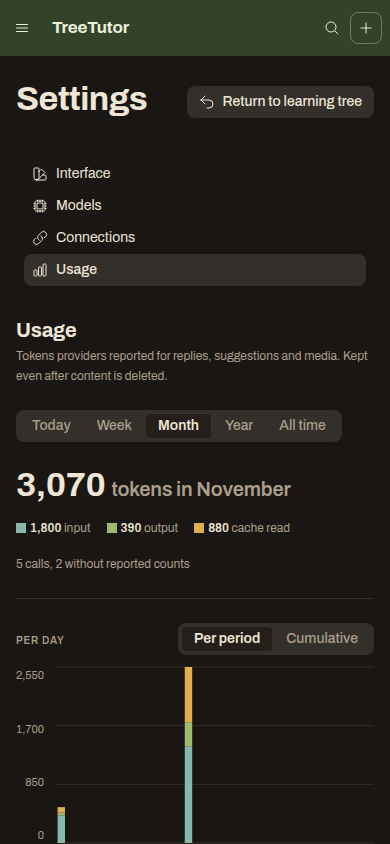 TreeTutor
Settings
Return to learning tree
Interface
Models
Connections
Usage
Usage
Tokens providers reported for replies, suggestions and media. Kept
even after content is deleted.
Today Week Month Year All time
3,070 tokens in November
1,800 input 390 output 880 cache read
5 calls, 2 without reported counts
PER DAY
Per period Cumulative
2,550
1,700
850
0